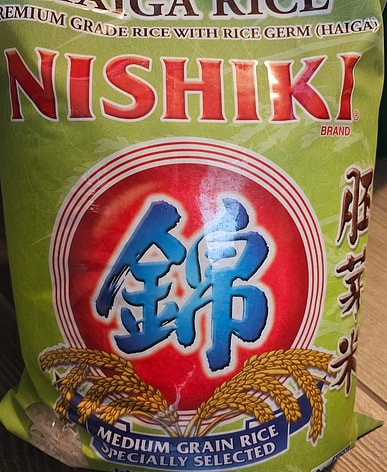 HAIGA RICE
PREMIUM GRADE RICE WITH RICE GERM (HAIGA)
NISHIKI®
BRAND
錦
胚芽米
MEDIUM GRAIN RICE
SPECIALLY SELECTED